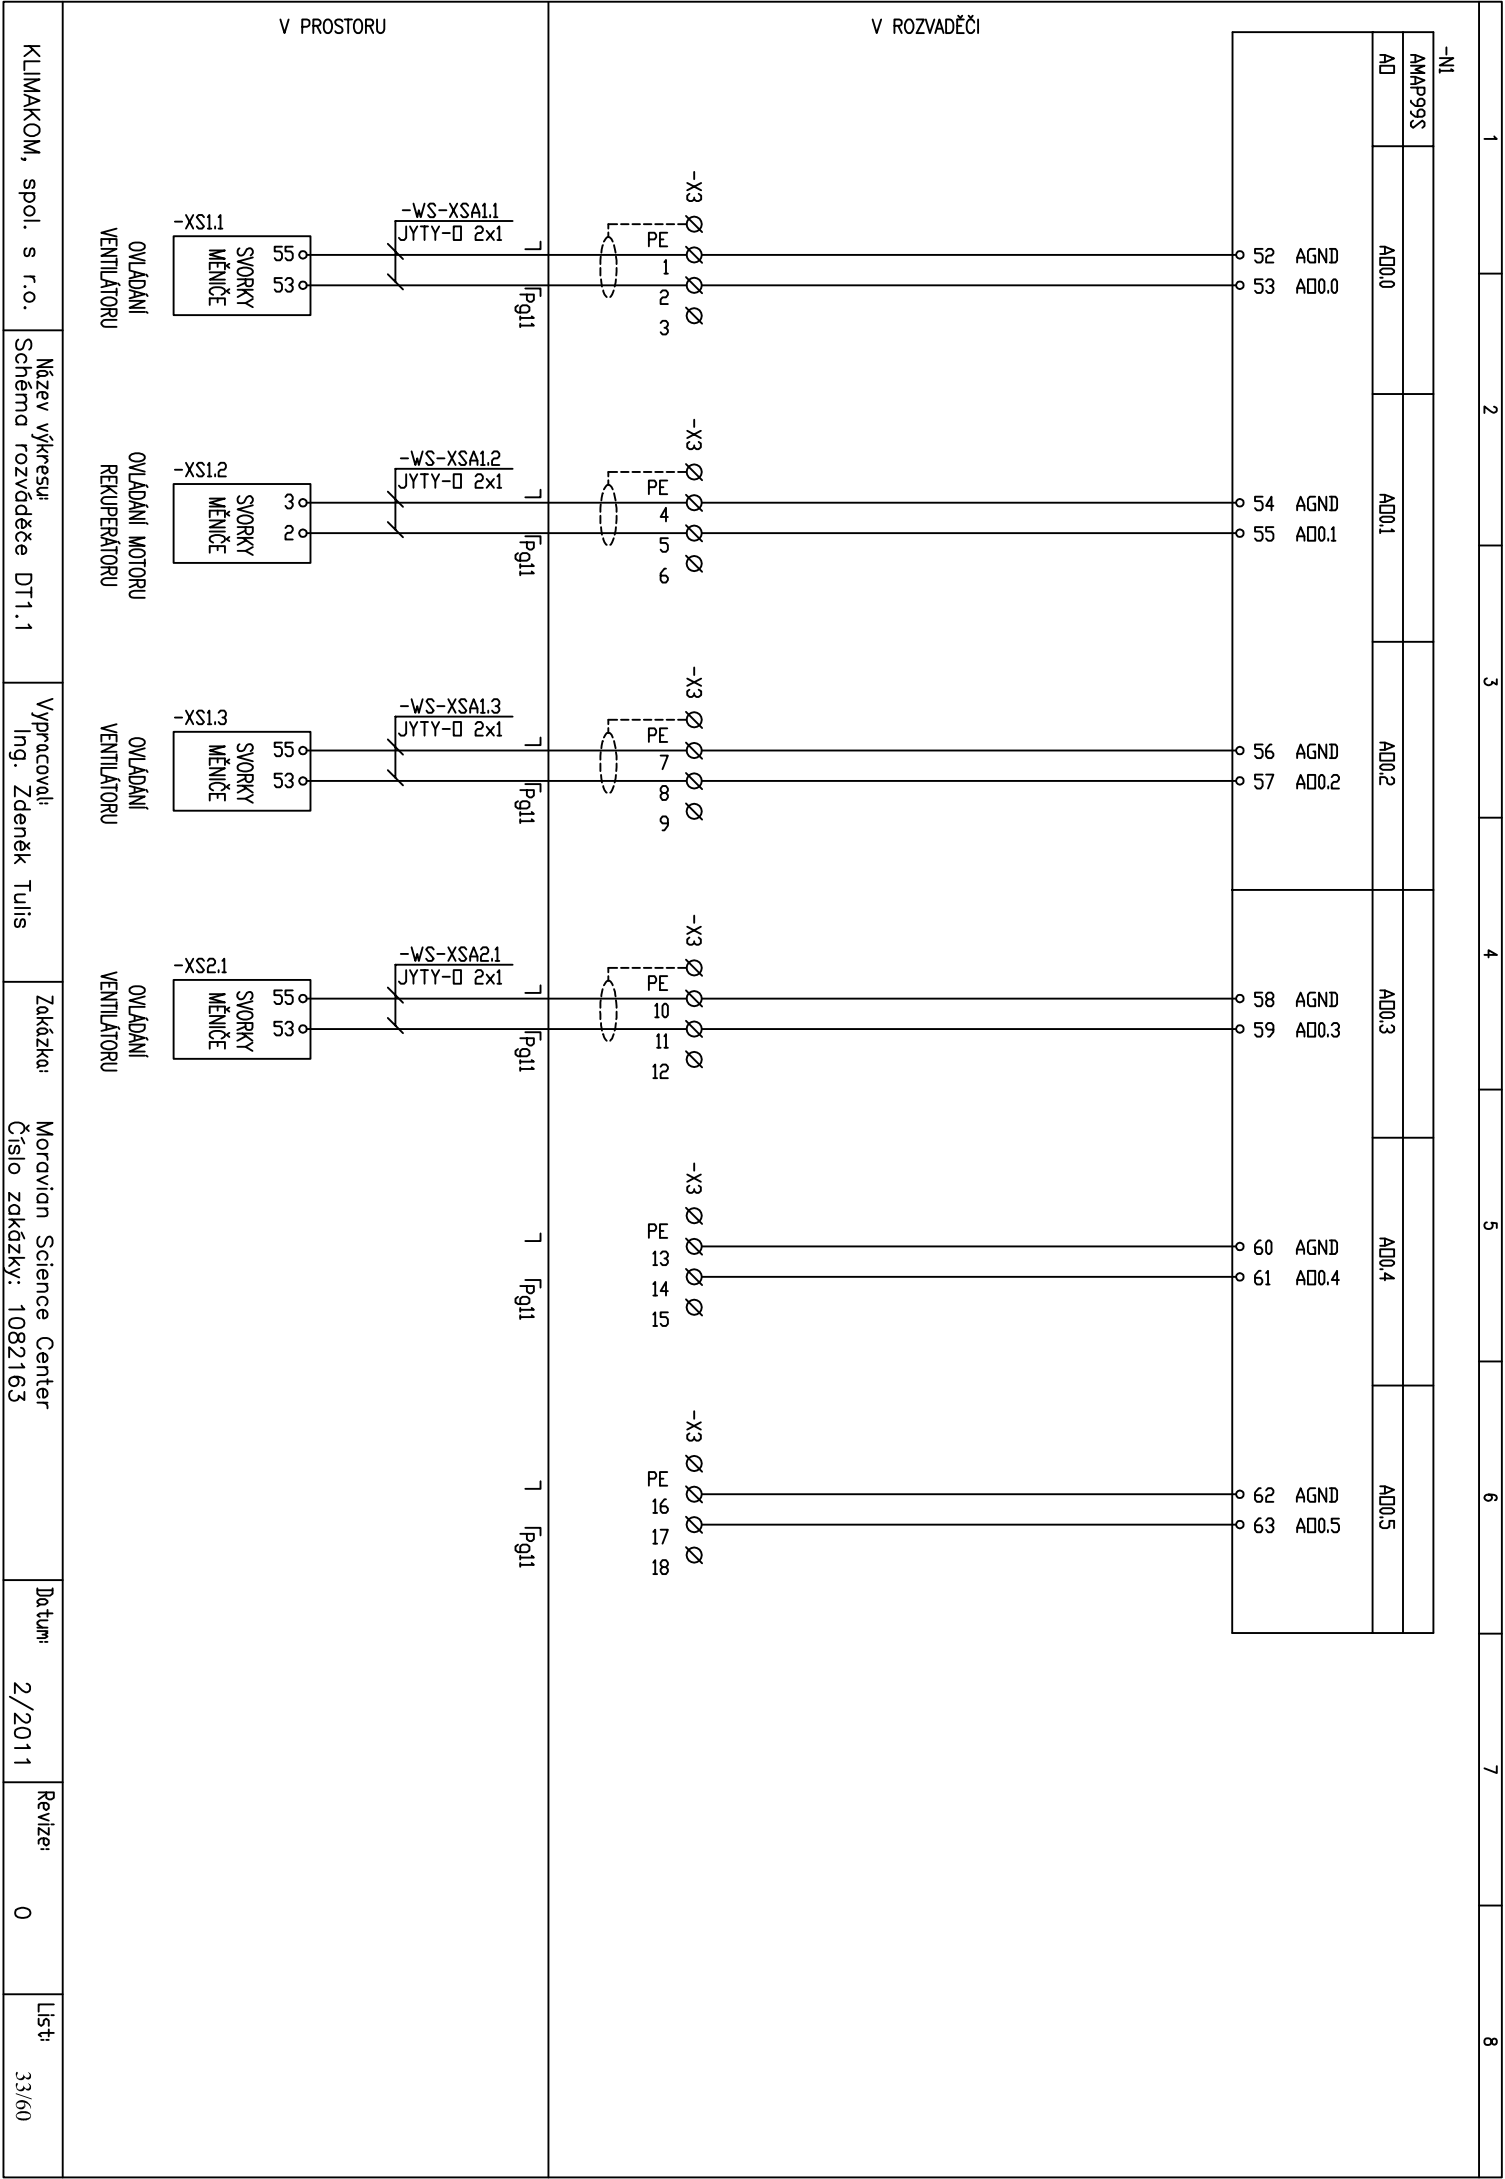 1 2 3 4 5 6 7 8
-N1
AMAP99S
AO AO0.0 AO0.1 AO0.2 AO0.3 AO0.4 AO0.5
52 AGND
53 AO0.0
54 AGND
55 AO0.1
56 AGND
57 AO0.2
58 AGND
59 AO0.3
60 AGND
61 AO0.4
62 AGND
63 AO0.5
V ROZVADĚČI
-X3 PE 1 2 3
-X3 PE 4 5 6
-X3 PE 7 8 9
-X3 PE 10 11 12
-X3 PE 13 14 15
-X3 PE 16 17 18
Pg11
Pg11
Pg11
Pg11
Pg11
Pg11
V PROSTORU
-WS-XSA1.1
JYTY-O 2x1
-WS-XSA1.2
JYTY-O 2x1
-WS-XSA1.3
JYTY-O 2x1
-WS-XSA2.1
JYTY-O 2x1
-XS1.1
55 53
SVORKY
MĚNIČE
OVLÁDÁNÍ
VENTILÁTORU
-XS1.2
3 2
SVORKY
MĚNIČE
OVLÁDÁNÍ MOTORU
REKUPERÁTORU
-XS1.3
55 53
SVORKY
MĚNIČE
OVLÁDÁNÍ
VENTILÁTORU
-XS2.1
55 53
SVORKY
MĚNIČE
OVLÁDÁNÍ
VENTILÁTORU
KLIMAKOM, spol. s r.o.
Název výkresu:
Schéma rozváděče DT1.1
Vypracoval:
Ing. Zdeněk Tulis
Zakázka: Moravian Science Center
Číslo zakázky: 1082163
Datum:
2/2011
Revize:
0
List:
33/60